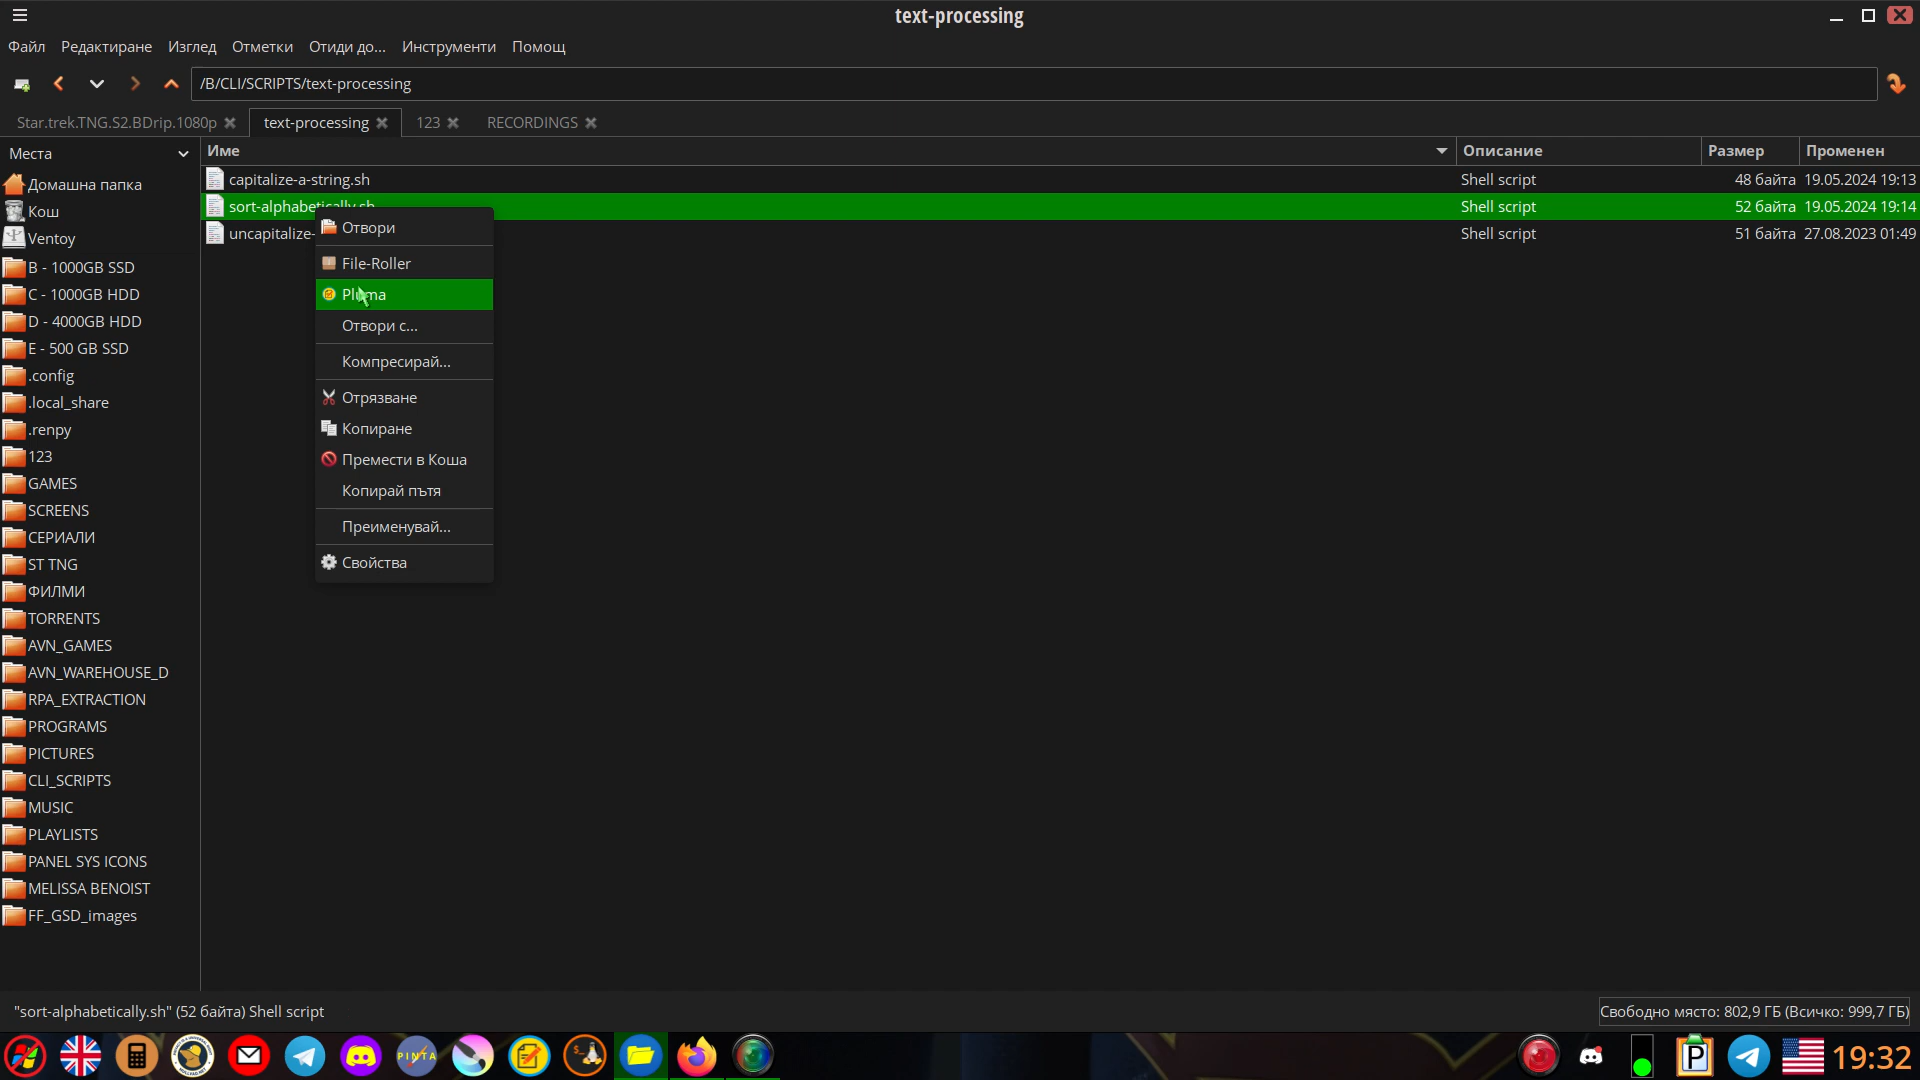 text-processing
Файл Редактиране Изглед Отметки Отиди до... Инструменти Помощ
/B/CLI/SCRIPTS/text-processing
Star.trek.TNG.S2.BDrip.1080p text-processing 123 RECORDINGS
Места
Име Описание Размер Променен
capitalize-a-string.sh Shell script 48 байта 19.05.2024 19:13
sort-alphabetically.sh Shell script 52 байта 19.05.2024 19:14
uncapitalize- Shell script 51 байта 27.08.2023 01:49
Домашна папка
Кош
Ventoy
B - 1000GB SSD
C - 1000GB HDD
D - 4000GB HDD
E - 500 GB SSD
.config
.local_share
.renpy
123
GAMES
SCREENS
СЕРИАЛИ
ST TNG
ФИЛМИ
TORRENTS
AVN_GAMES
AVN_WAREHOUSE_D
RPA_EXTRACTION
PROGRAMS
PICTURES
CLI_SCRIPTS
MUSIC
PLAYLISTS
PANEL SYS ICONS
MELISSA BENOIST
FF_GSD_images
Отвори
File-Roller
Pluma
Отвори с...
Компресирай...
Отрязване
Копиране
Премести в Коша
Копирай пътя
Преименувай...
Свойства
"sort-alphabetically.sh" (52 байта) Shell script
Свободно място: 802,9 ГБ (Всичко: 999,7 ГБ)
PINTA
P
19:32